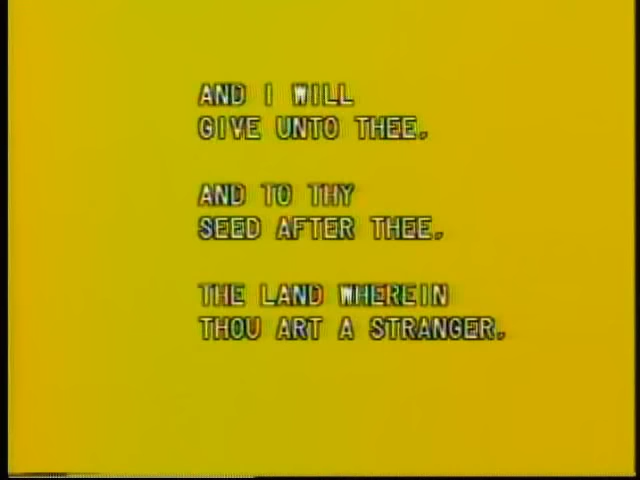 AND I WILL
GIVE UNTO THEE,
AND TO THY
SEED AFTER THEE,
THE LAND WHEREIN
THOU ART A STRANGER,